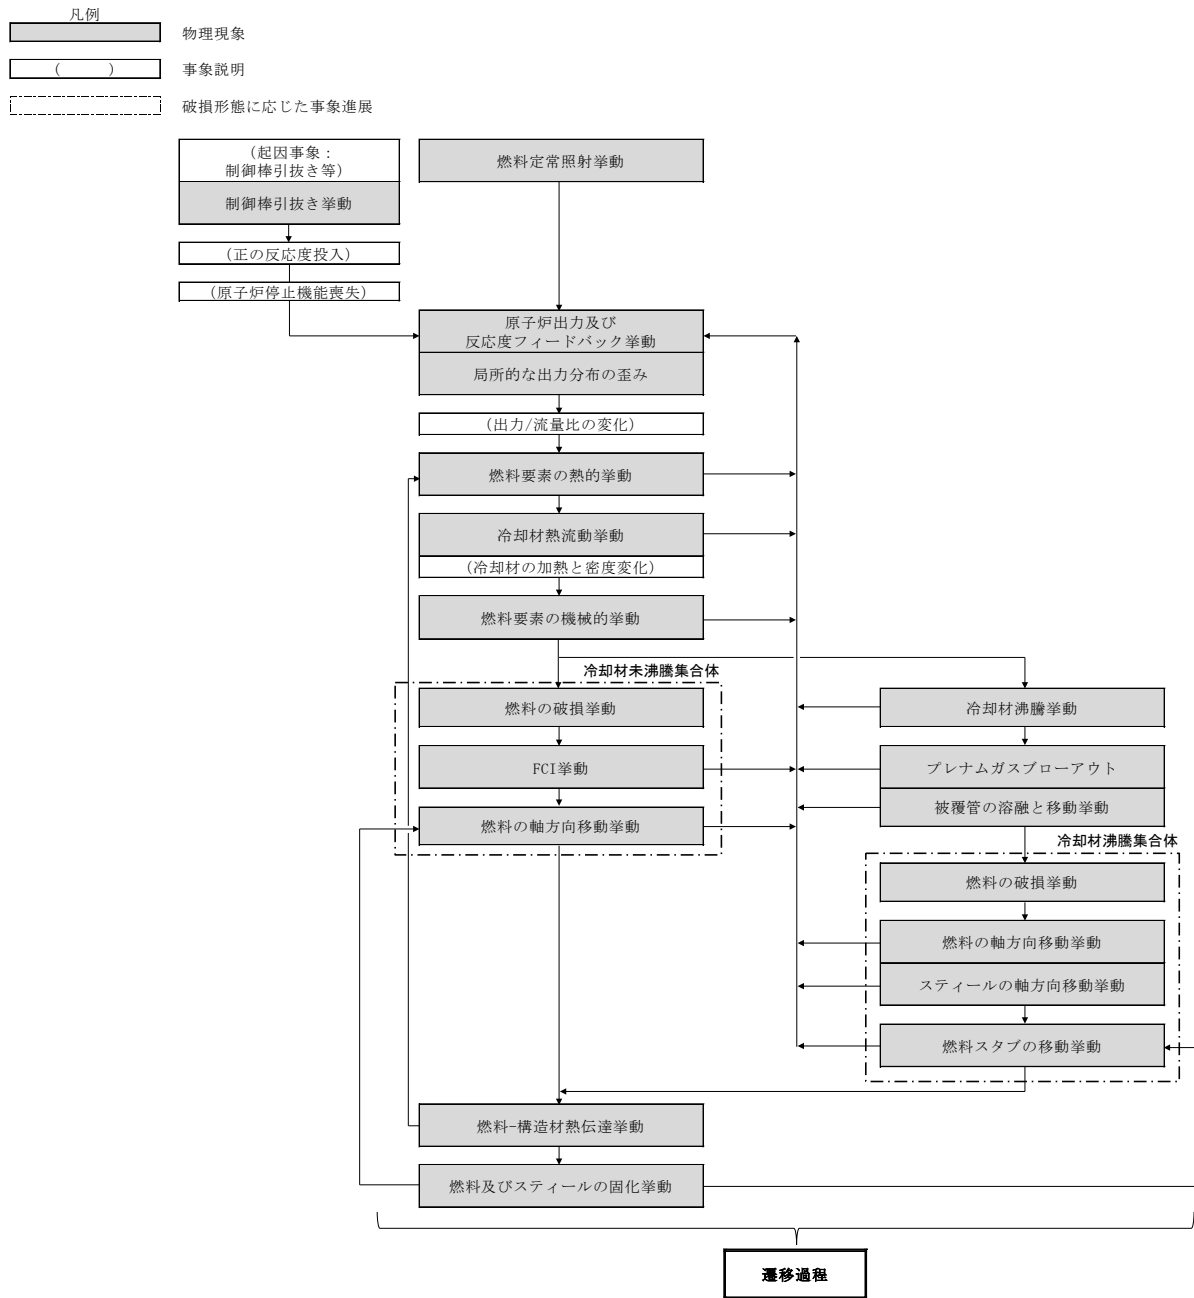 凡例
物理現象
(　　　)
事象説明
破損形態に応じた事象進展
(起因事象：
制御棒引抜き等)
制御棒引抜き挙動
(正の反応度投入)
(原子炉停止機能喪失)
燃料定常照射挙動
原子炉出力及び
反応度フィードバック挙動
局所的な出力分布の歪み
(出力/流量比の変化)
燃料要素の熱的挙動
冷却材熱流動挙動
(冷却材の加熱と密度変化)
燃料要素の機械的挙動
冷却材未沸騰集合体
燃料の破損挙動
FCI挙動
燃料の軸方向移動挙動
冷却材沸騰挙動
プレナムガスブローアウト
被覆管の溶融と移動挙動
冷却材沸騰集合体
燃料の破損挙動
燃料の軸方向移動挙動
スティールの軸方向移動挙動
燃料スタブの移動挙動
燃料-構造材熱伝達挙動
燃料及びスティールの固化挙動
遷移過程